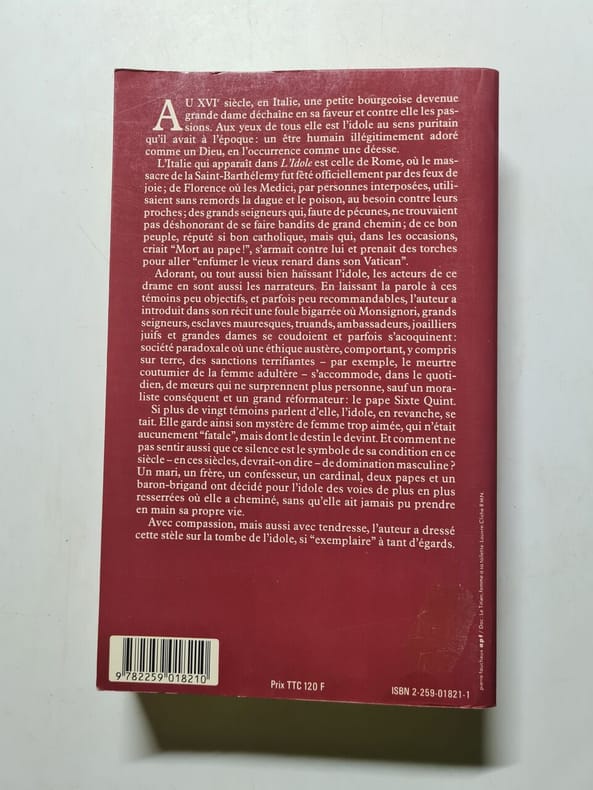 AU XVIe siècle, en Italie, une petite bourgeoise devenue
grande dame déchaîne en sa faveur et contre elle les pas-
sions. Aux yeux de tous elle est l'idole au sens puritain
qu'il avait à l'époque : un être humain illégitimement adoré
comme un Dieu, en l'occurrence comme une déesse.
L'Italie qui apparaît dans L'Idole est celle de Rome, où le mas-
sacre de la Saint-Barthélemy fut fêté officiellement par des feux de
joie ; de Florence où les Medici, par personnes interposées, utili-
saient sans remords la dague et le poison, au besoin contre leurs
proches ; des grands seigneurs qui, faute de pécunes, ne trouvaient
pas déshonorant de se faire bandits de grand chemin ; de ce bon
peuple, réputé si bon catholique, mais qui, dans les occasions,
criait "Mort au pape !", s'armait contre lui et prenait des torches
pour aller "enfumer le vieux renard dans son Vatican".
Adorant, ou tout aussi bien haïssant l'idole, les acteurs de ce
drame en sont aussi les narrateurs. En laissant la parole à ces
témoins peu objectifs, et parfois peu recommandables, l'auteur a
introduit dans son récit une foule bigarrée où Monsignori, grands
seigneurs, esclaves mauresques, truands, ambassadeurs, joailliers
juifs et grandes dames se coudoient et parfois s'acoquinent :
société paradoxale où une éthique austère, comportant, y compris
sur terre, des sanctions terrifiantes – par exemple, le meurtre
coutumier de la femme adultère – s'accommode, dans le quoti-
dien, de mœurs qui ne surprennent plus personne, sauf un mora-
liste conséquent et un grand réformateur : le pape Sixte Quint.
Si plus de vingt témoins parlent d'elle, l'idole, en revanche, se
tait. Elle garde ainsi son mystère de femme trop aimée, qui n'était
aucunement "fatale", mais dont le destin le devint. Et comment ne
pas sentir aussi que ce silence est le symbole de sa condition en ce
siècle – en ces siècles, devrait-on dire – de domination masculine ?
Un mari, un frère, un confesseur, un cardinal, deux papes et un
baron-brigand ont décidé pour l'idole des voies de plus en plus
resserrées où elle a cheminé, sans qu'elle ait jamais pu prendre
en main sa propre vie.
Avec compassion, mais aussi avec tendresse, l'auteur a dressé
cette stèle sur la tombe de l'idole, si "exemplaire" à tant d'égards.
pierre faucheux apf / Doc : Le Titien, femme à sa toilette. Louvre Cliché RMN.
9 782259 018210
Prix TTC 120 F
ISBN 2-259-01821-1